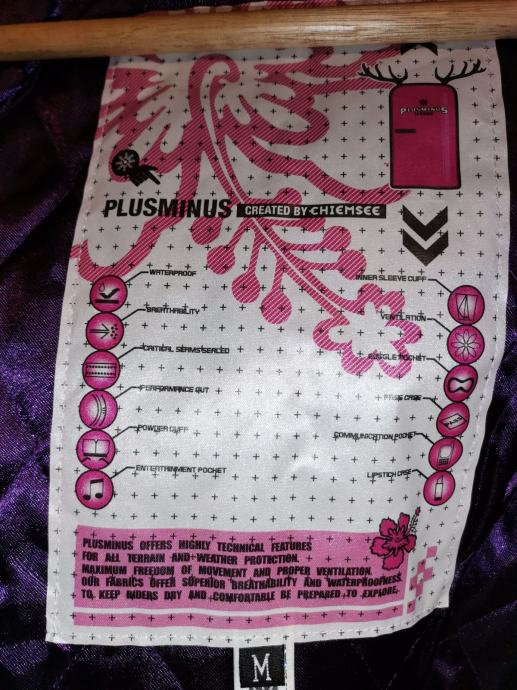 PLUSMINUS
PLUSMINUS CREATED BY CHIEMSEE
WATERPROOF
BREATHABILITY
CRITICAL SEAMS SEALED
PERFORMANCE CUT
POWDER CUFF
ENTERTAINMENT POCKET
INNER SLEEVE CUFF
VENTILATION
GOGGLE POCKET
PASS CASE
COMMUNICATION POCKET
LIPSTICK CASE
PLUSMINUS OFFERS HIGHLY TECHNICAL FEATURES
FOR ALL TERRAIN AND WEATHER PROTECTION.
MAXIMUM FREEDOM OF MOVEMENT AND PROPER VENTILATION.
OUR FABRICS OFFER SUPERIOR BREATHABILITY AND WATERPROOFNESS
TO KEEP RIDERS DRY AND COMFORTABLE BE PREPARED TO EXPLORE.
M